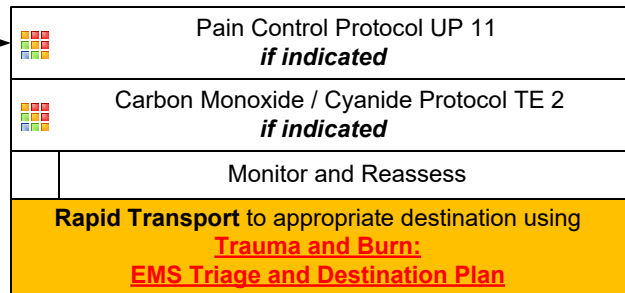 Pain Control Protocol UP 11
if indicated
Carbon Monoxide / Cyanide Protocol TE 2
if indicated
Monitor and Reassess
Rapid Transport to appropriate destination using
Trauma and Burn:
EMS Triage and Destination Plan